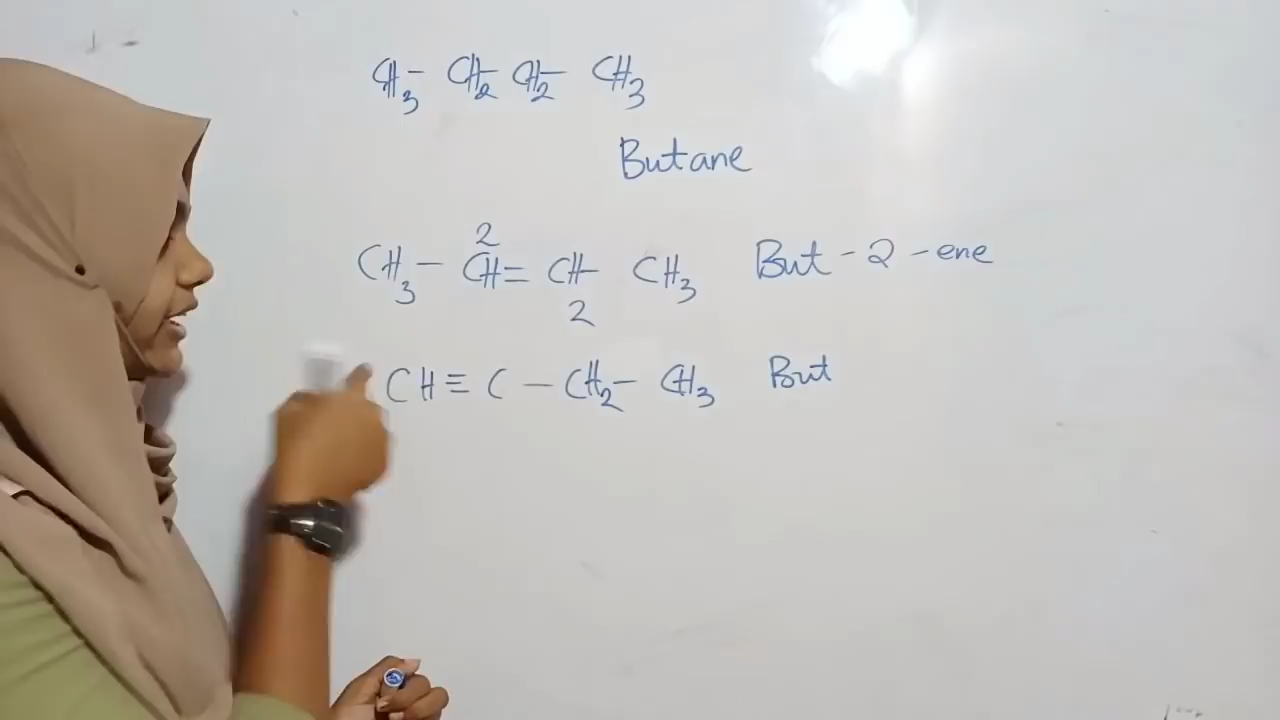 CH₃ – CH₂ – CH₂ – CH₃
Butane
2
CH₃ – CH = CH – CH₃ But - 2 - ene
2
CH ≡ C – CH₂ – CH₃ But